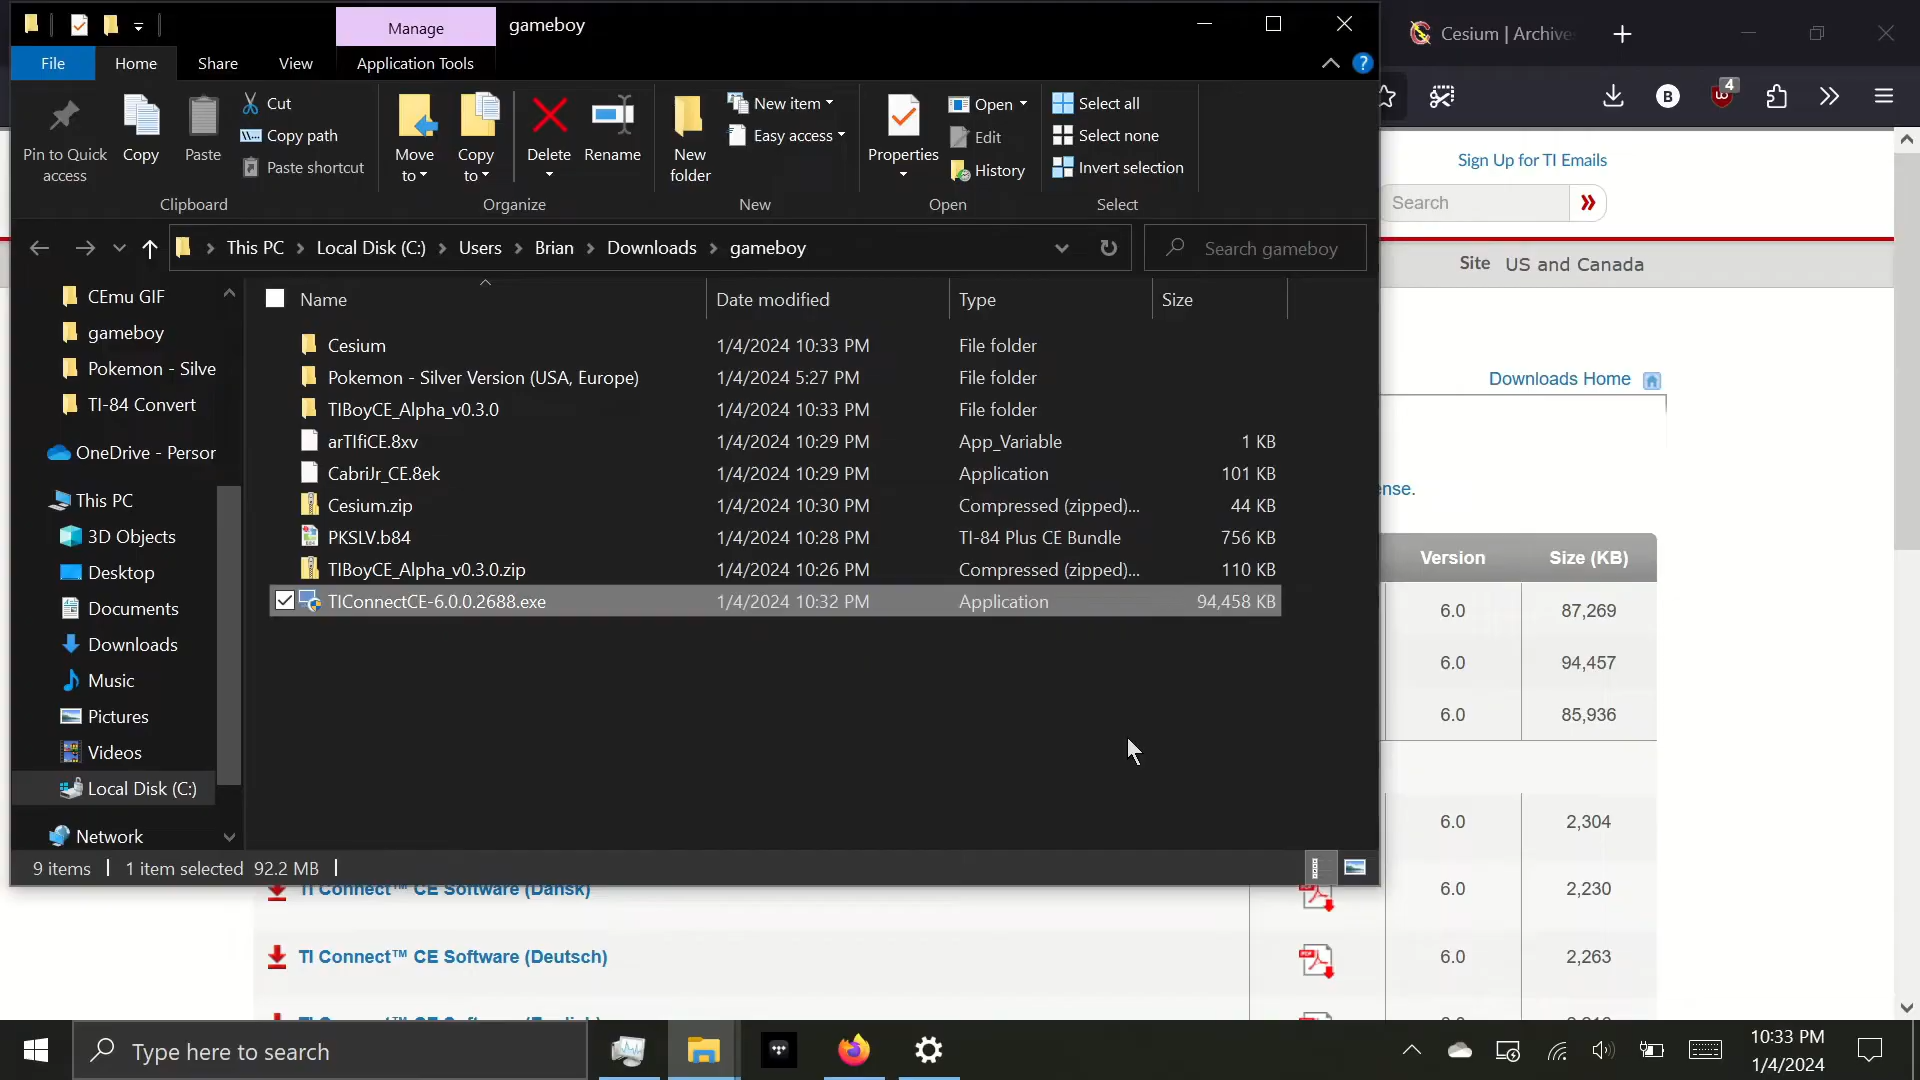 Manage
gameboy
Cesium | Archive
File
Home
Share
View
Application Tools
Pin to Quick access
Copy
Paste
Cut
Copy path
Paste shortcut
Move to
Copy to
Delete
Rename
New folder
New item
Easy access
Properties
Open
Edit
History
Select all
Select none
Invert selection
Clipboard
Organize
New
Open
Select
4
Sign Up for TI Emails
Search
Site US and Canada
This PC
Local Disk (C:)
Users
Brian
Downloads
gameboy
Search gameboy
CEmu GIF
gameboy
Pokemon - Silve
TI-84 Convert
OneDrive - Persor
This PC
3D Objects
Desktop
Documents
Downloads
Music
Pictures
Videos
Local Disk (C:)
Network
Name Date modified Type Size
Cesium 1/4/2024 10:33 PM File folder
Pokemon - Silver Version (USA, Europe) 1/4/2024 5:27 PM File folder
TIBoyCE_Alpha_v0.3.0 1/4/2024 10:33 PM File folder
arTIfiCE.8xv 1/4/2024 10:29 PM App_Variable 1 KB
CabriJr_CE.8ek 1/4/2024 10:29 PM Application 101 KB
Cesium.zip 1/4/2024 10:30 PM Compressed (zipped)... 44 KB
PKSLV.b84 1/4/2024 10:28 PM TI-84 Plus CE Bundle 756 KB
TIBoyCE_Alpha_v0.3.0.zip 1/4/2024 10:26 PM Compressed (zipped)... 110 KB
TIConnectCE-6.0.0.2688.exe 1/4/2024 10:32 PM Application 94,458 KB
9 items
1 item selected 92.2 MB
Downloads Home
ense.
Version Size (KB)
6.0 87,269
6.0 94,457
6.0 85,936
6.0 2,304
TI Connect™ CE Software (Dansk) 6.0 2,230
TI Connect™ CE Software (Deutsch) 6.0 2,263
Type here to search
10:33 PM
1/4/2024